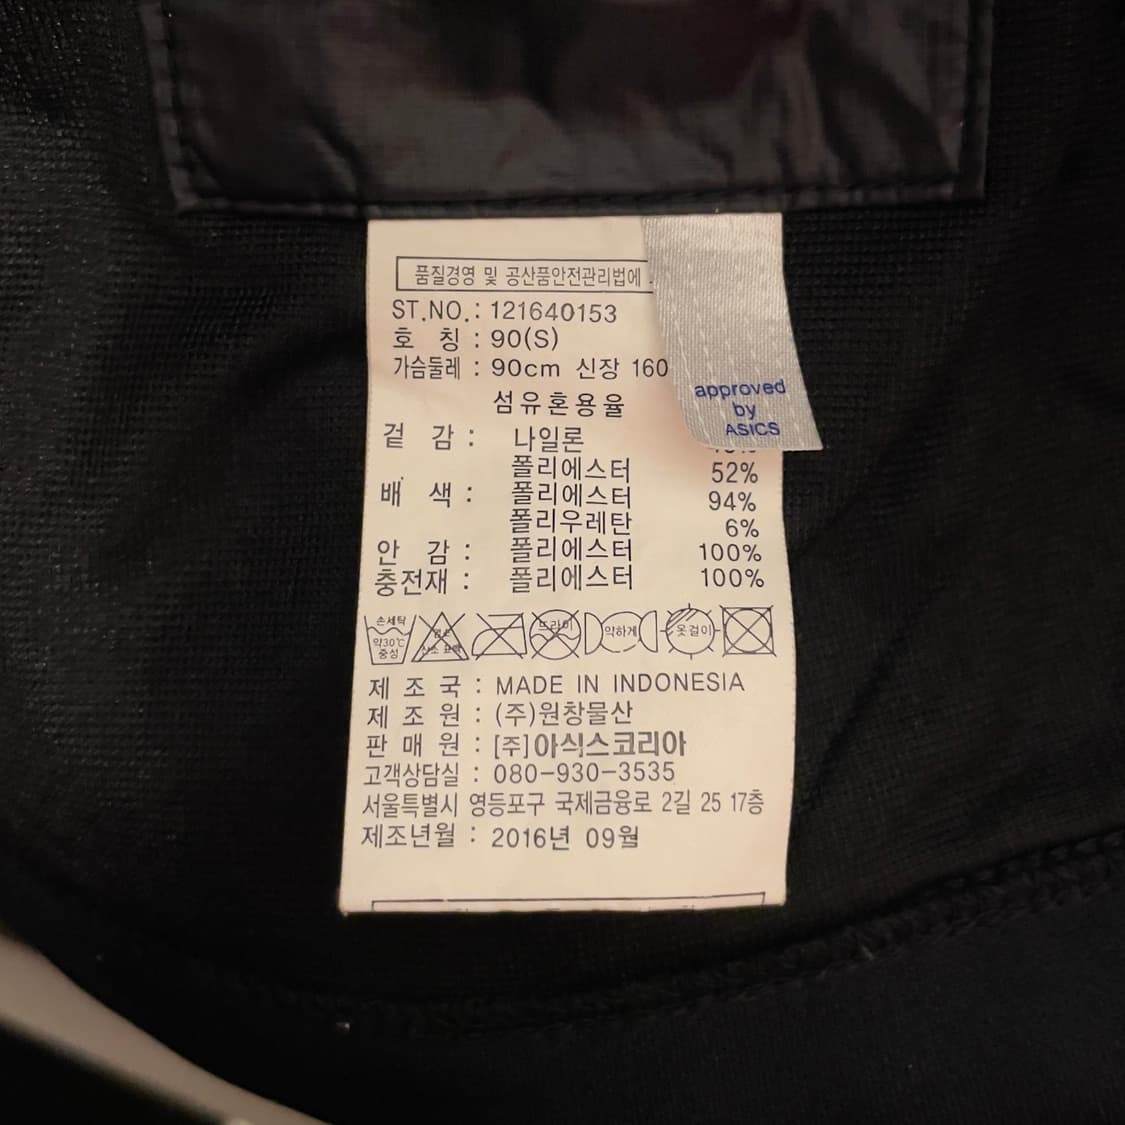 품질경영 및 공산품안전관리법에
ST.NO.: 121640153
호 칭 : 90(S)
가슴둘레 : 90cm 신장 160
approved
by
ASICS
섬유혼용율
겉 감 : 나일론
폴리에스터 52%
배 색 : 폴리에스터 94%
폴리우레탄 6%
안 감 : 폴리에스터 100%
충전재 : 폴리에스터 100%
손세탁
약30℃
중성
드라이
약하게
옷걸이
제 조 국 : MADE IN INDONESIA
제 조 원 : (주)원창물산
판 매 원 : [주]아식스코리아
고객상담실 : 080-930-3535
서울특별시 영등포구 국제금융로 2길 25 17층
제조년월 : 2016년 09월